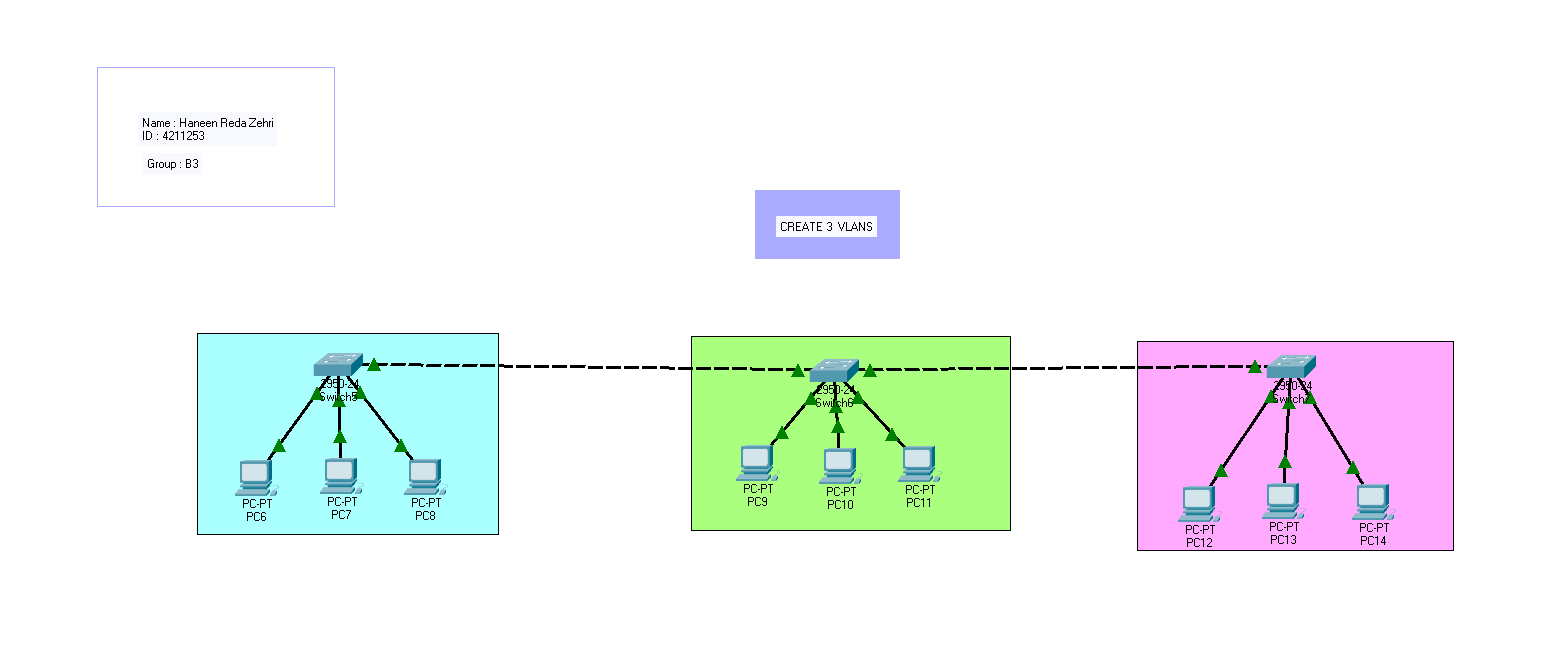 Name : Haneen Reda Zehri
ID : 4211253
Group : B3
CREATE 3 VLANS
2950-24
Switch5
2950-24
Switch6
2950-24
Switch7
PC-PT
PC6
PC-PT
PC7
PC-PT
PC8
PC-PT
PC9
PC-PT
PC10
PC-PT
PC11
PC-PT
PC12
PC-PT
PC13
PC-PT
PC14